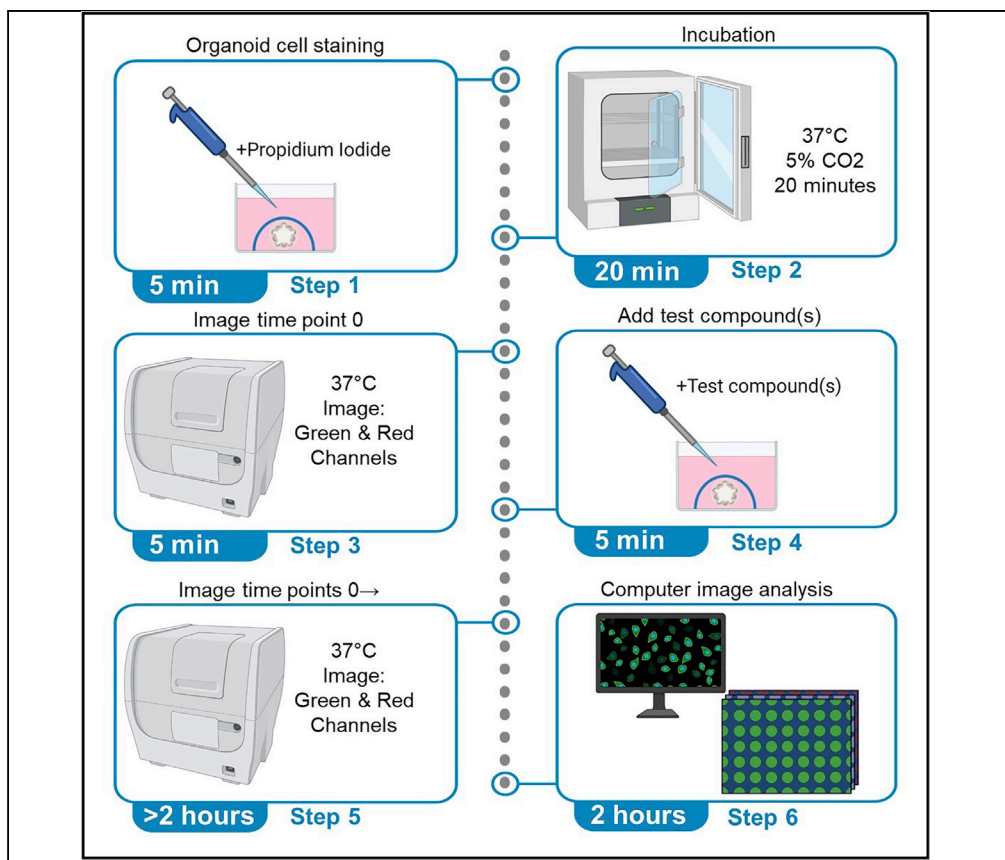 Organoid cell staining
+Propidium Iodide
5 min
Step 1
Incubation
37°C
5% CO2
20 minutes
20 min
Step 2
Image time point 0
37°C
Image:
Green & Red
Channels
5 min
Step 3
Add test compound(s)
+Test compound(s)
5 min
Step 4
Image time points 0→
37°C
Image:
Green & Red
Channels
>2 hours
Step 5
Computer image analysis
2 hours
Step 6